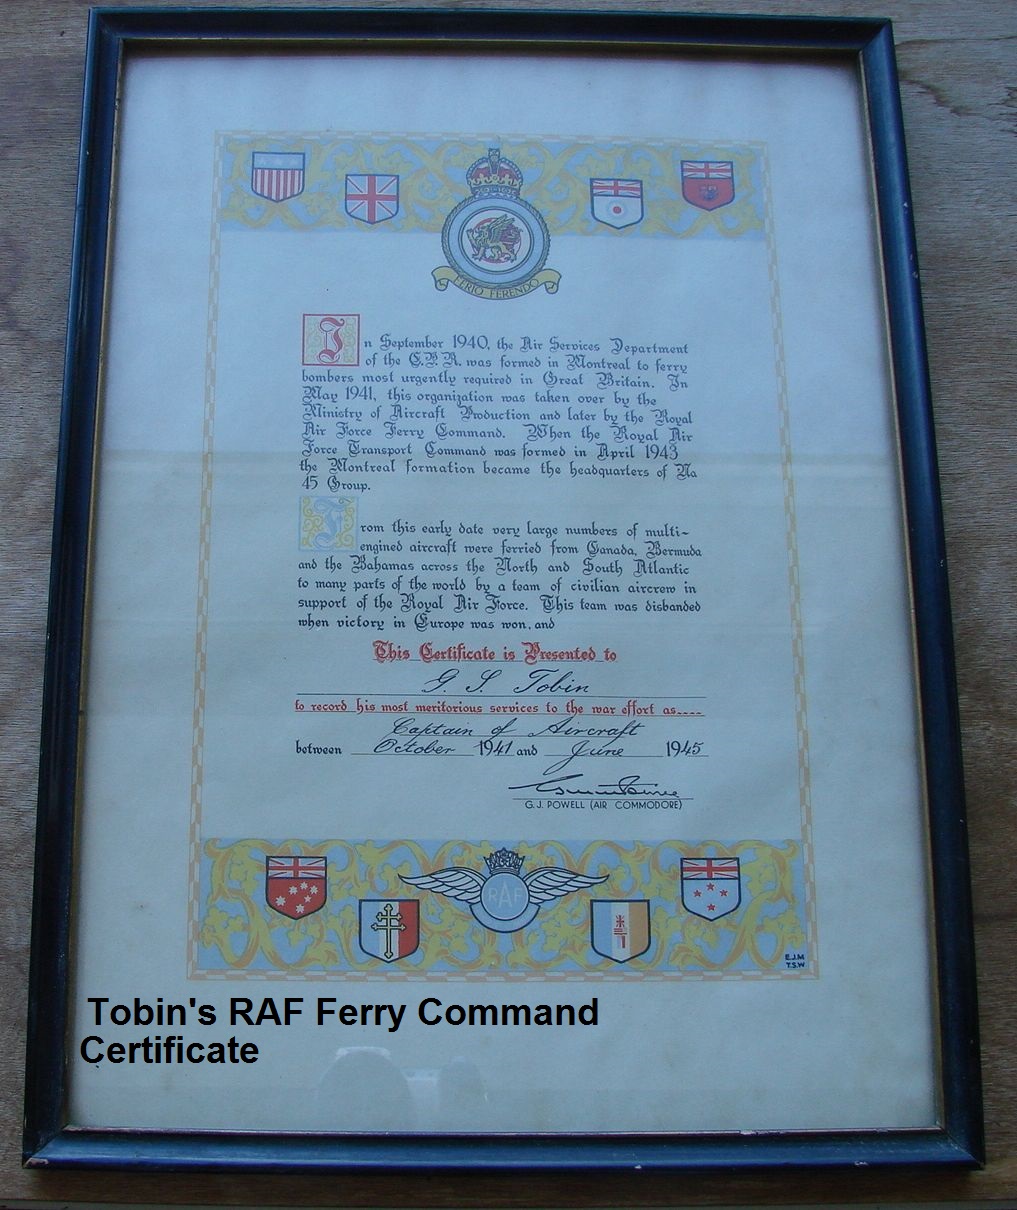 FERIO FERENDO
In September 1940, the Air Services Department
of the C.P.R. was formed in Montreal to ferry
bombers most urgently required in Great Britain. In
May 1941, this organization was taken over by the
Ministry of Aircraft Production and later by the Royal
Air Force Ferry Command. When the Royal Air
Force Transport Command was formed in April 1943
the Montreal formation became the headquarters of No
45 Group.
From this early date very large numbers of multi-
engined aircraft were ferried from Canada, Bermuda
and the Bahamas across the North and South Atlantic
to many parts of the world by a team of civilian aircrew in
support of the Royal Air Force. This team was disbanded
when victory in Europe was won, and
This Certificate is Presented to
G. S. Tobin
to record his most meritorious services to the war effort as....
Captain of Aircraft
between October 1941 and June 1945
G. J. POWELL (AIR COMMODORE)
RAF
E.J.M
T.S.W
Tobin's RAF Ferry Command
Certificate